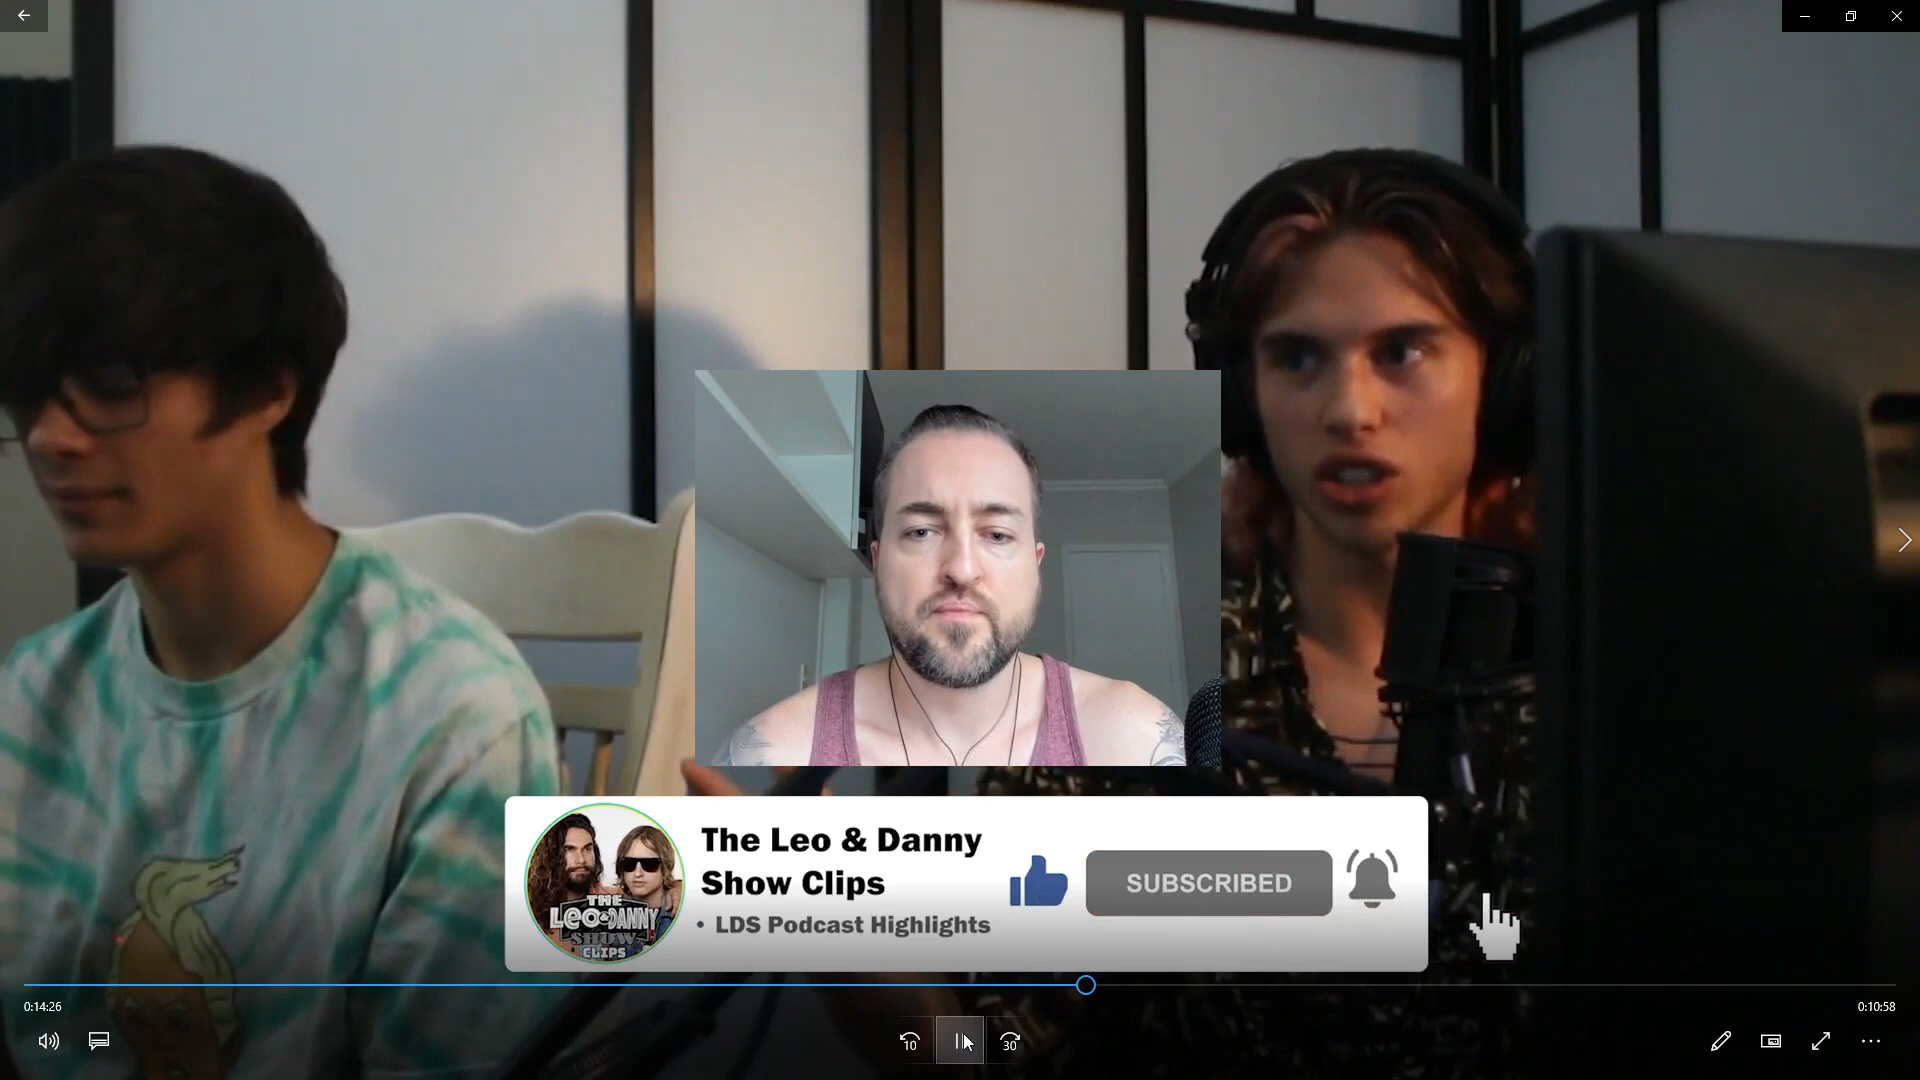 THE
LEO & DANNY
SHOW
CLIPS
The Leo & Danny
Show Clips
• LDS Podcast Highlights
SUBSCRIBED
0:14:26
0:10:58
10
30